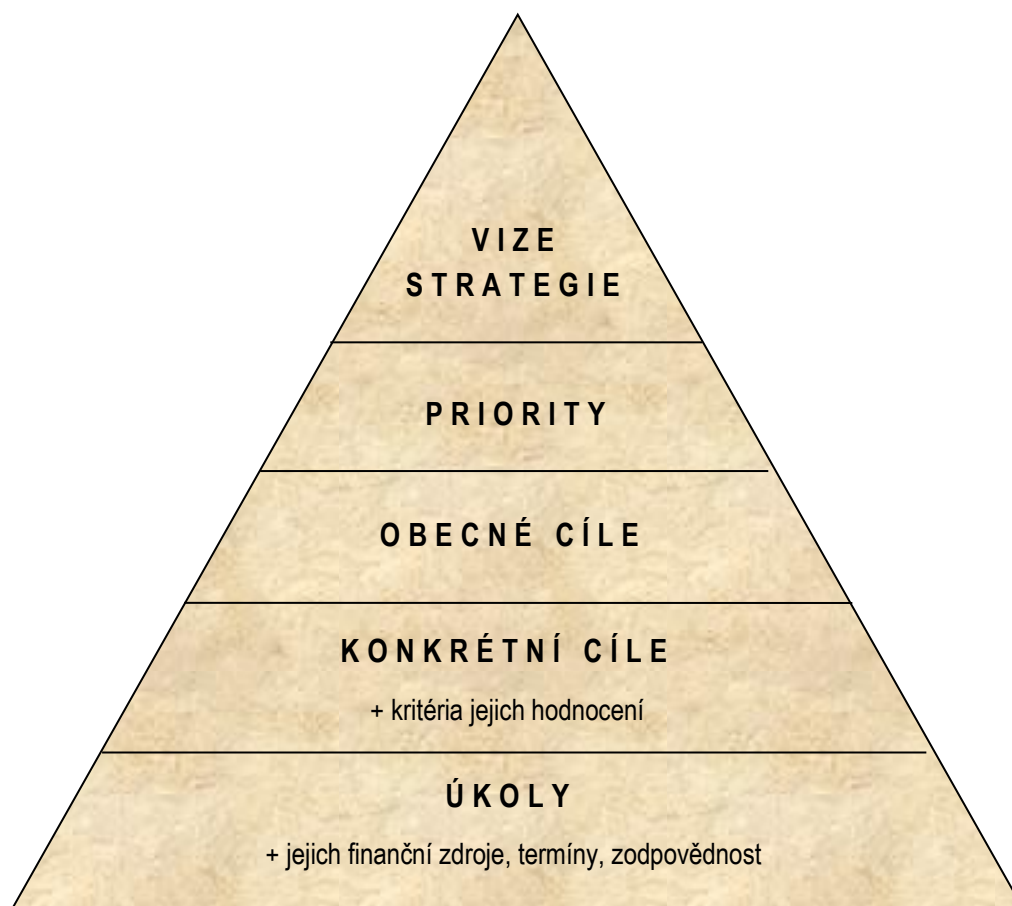 VIZE
STRATEGIE
PRIORITY
OBECNÉ CÍLE
KONKRÉTNÍ CÍLE
+ kritéria jejich hodnocení
ÚKOLY
+ jejich finanční zdroje, termíny, zodpovědnost